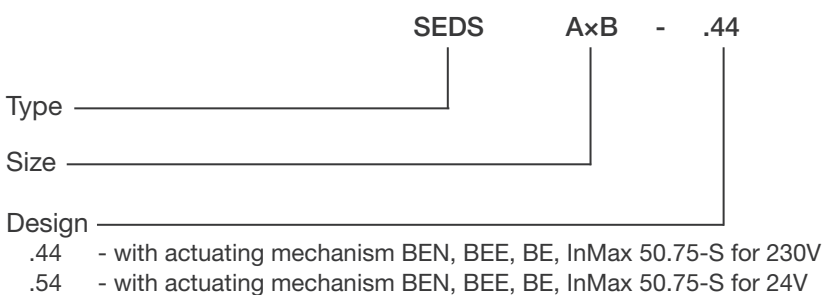 SEDS A×B - .44
Type
Size
Design
.44 - with actuating mechanism BEN, BEE, BE, InMax 50.75-S for 230V
.54 - with actuating mechanism BEN, BEE, BE, InMax 50.75-S for 24V